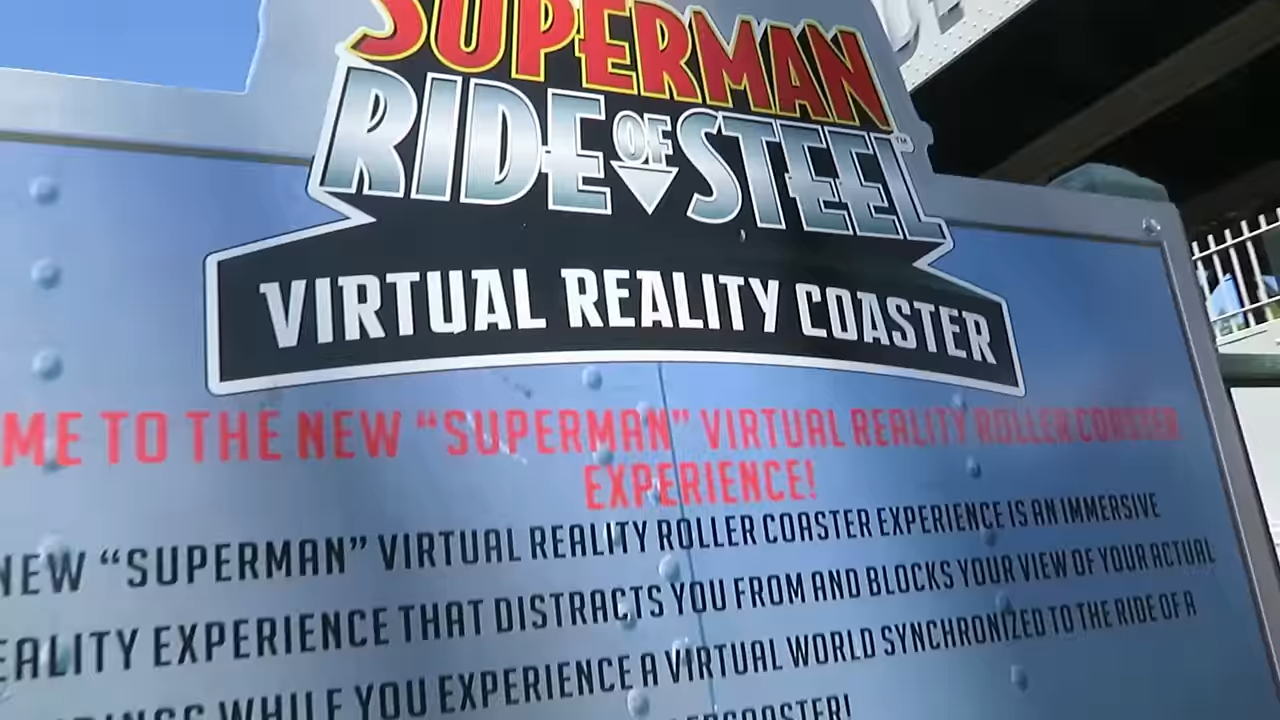 SUPERMAN
RIDE OF STEEL™
VIRTUAL REALITY COASTER
ME TO THE NEW “SUPERMAN” VIRTUAL REALITY ROLLER COASTER
EXPERIENCE!
NEW “SUPERMAN” VIRTUAL REALITY ROLLER COASTER EXPERIENCE IS AN IMMERSIVE
EALITY EXPERIENCE THAT DISTRACTS YOU FROM AND BLOCKS YOUR VIEW OF YOUR ACTUAL
WHILE YOU EXPERIENCE A VIRTUAL WORLD SYNCHRONIZED TO THE RIDE OF A